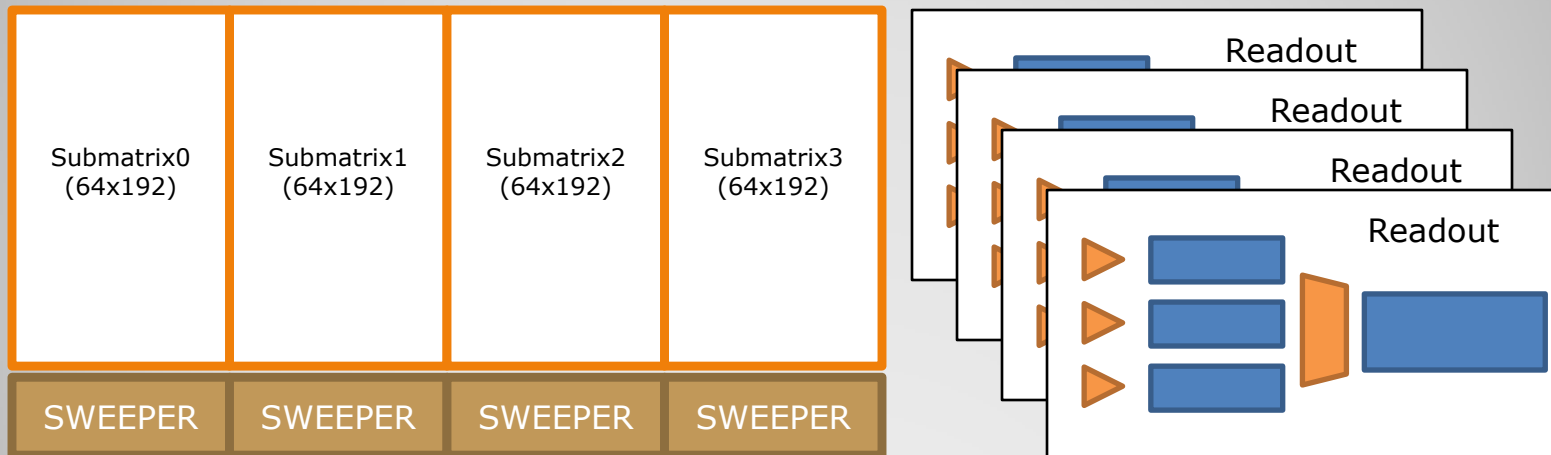 Submatrix0
(64x192)
Submatrix1
(64x192)
Submatrix2
(64x192)
Submatrix3
(64x192)
SWEEPER
SWEEPER
SWEEPER
SWEEPER
Readout
Readout
Readout
Readout